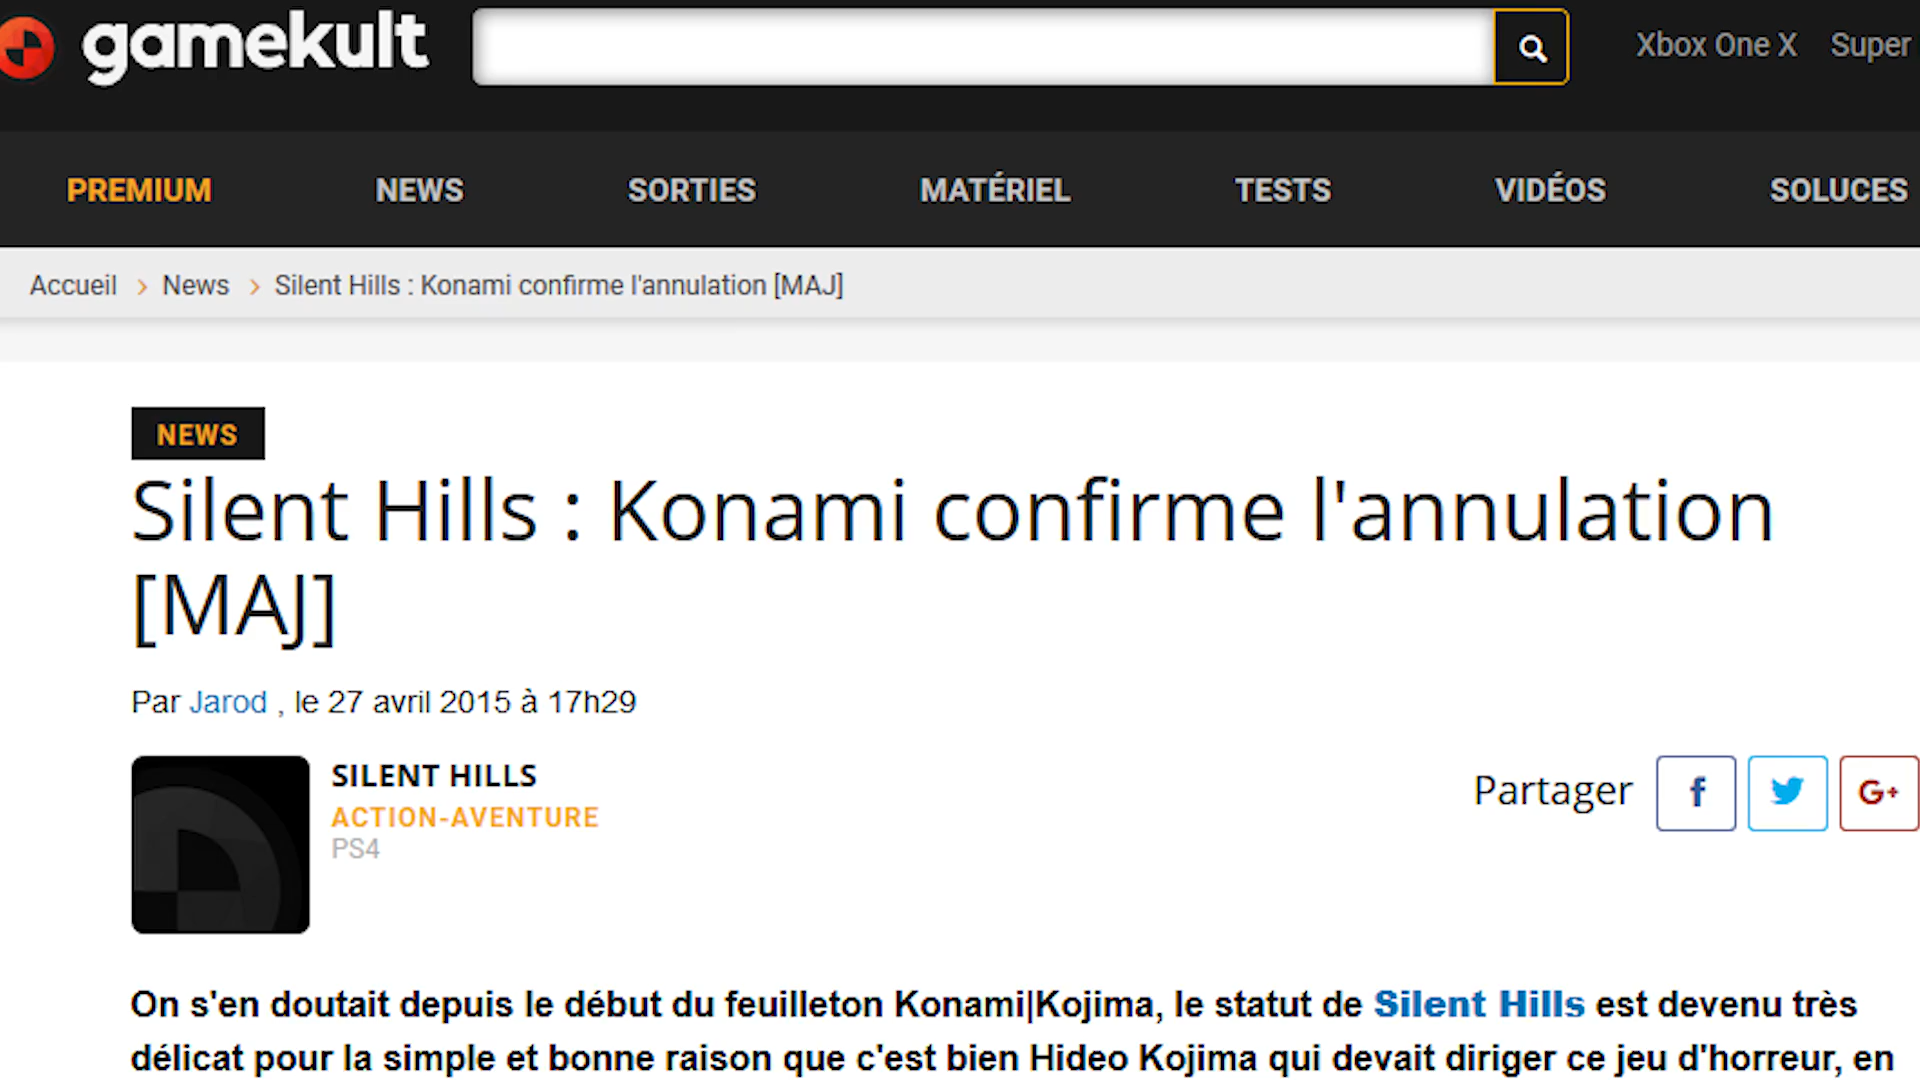 gamekult
Xbox One X Super
PREMIUM NEWS SORTIES MATÉRIEL TESTS VIDÉOS SOLUCES
Accueil > News > Silent Hills : Konami confirme l'annulation [MAJ]
NEWS
Silent Hills : Konami confirme l'annulation
[MAJ]
Par Jarod , le 27 avril 2015 à 17h29
SILENT HILLS
ACTION-AVENTURE
PS4
Partager f G+
On s'en doutait depuis le début du feuilleton Konami|Kojima, le statut de Silent Hills est devenu très
délicat pour la simple et bonne raison que c'est bien Hideo Kojima qui devait diriger ce jeu d'horreur, en